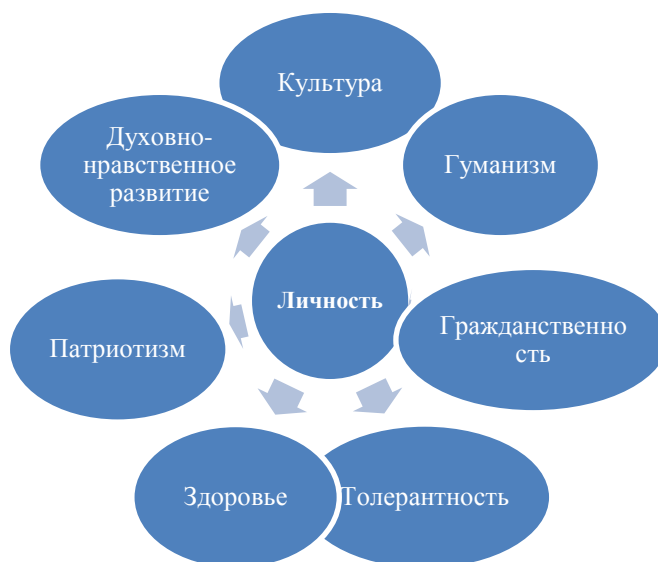 Культура
Духовно-
нравственное
развитие
Гуманизм
Личность
Гражданственно
сть
Патриотизм
Здоровье
Толерантность